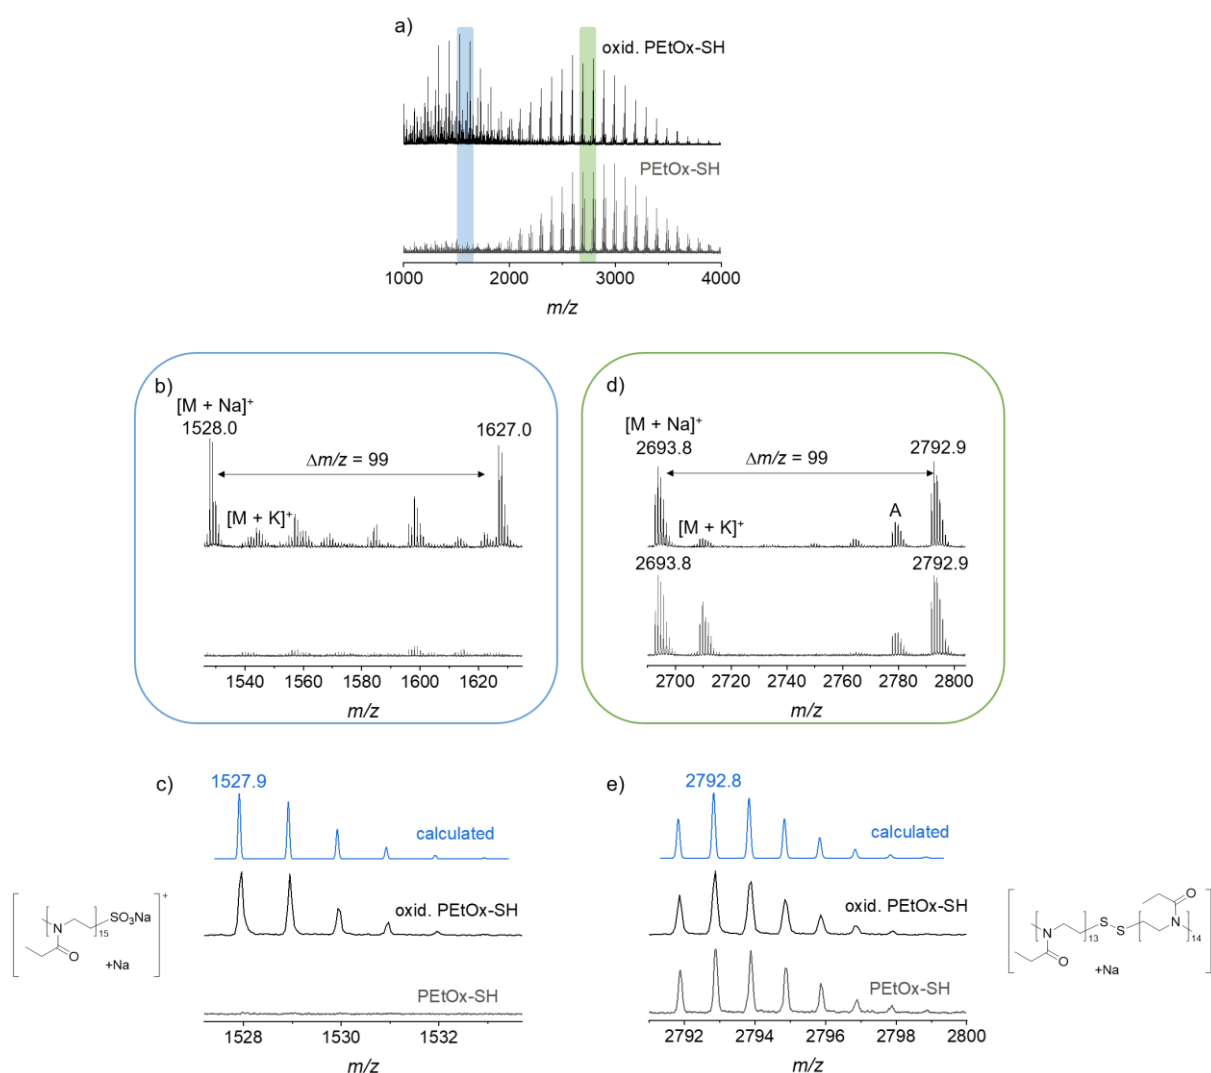 a)
oxid. PEtOx-SH
PEtOx-SH
1000 2000 3000 4000
m/z
b)
[M + Na]⁺
1528.0
1627.0
Δm/z = 99
[M + K]⁺
1540 1560 1580 1600 1620
m/z
d)
[M + Na]⁺
2693.8
2792.9
Δm/z = 99
[M + K]⁺
A
2693.8
2792.9
2700 2720 2740 2760 2780 2800
m/z
c)
1527.9
calculated
oxid. PEtOx-SH
PEtOx-SH
1528 1530 1532
m/z
N
15
SO₃Na
O
+Na
+
e)
2792.8
calculated
oxid. PEtOx-SH
PEtOx-SH
2792 2794 2796 2798 2800
m/z
O
N
13
S
S
N
14
O
+Na
+